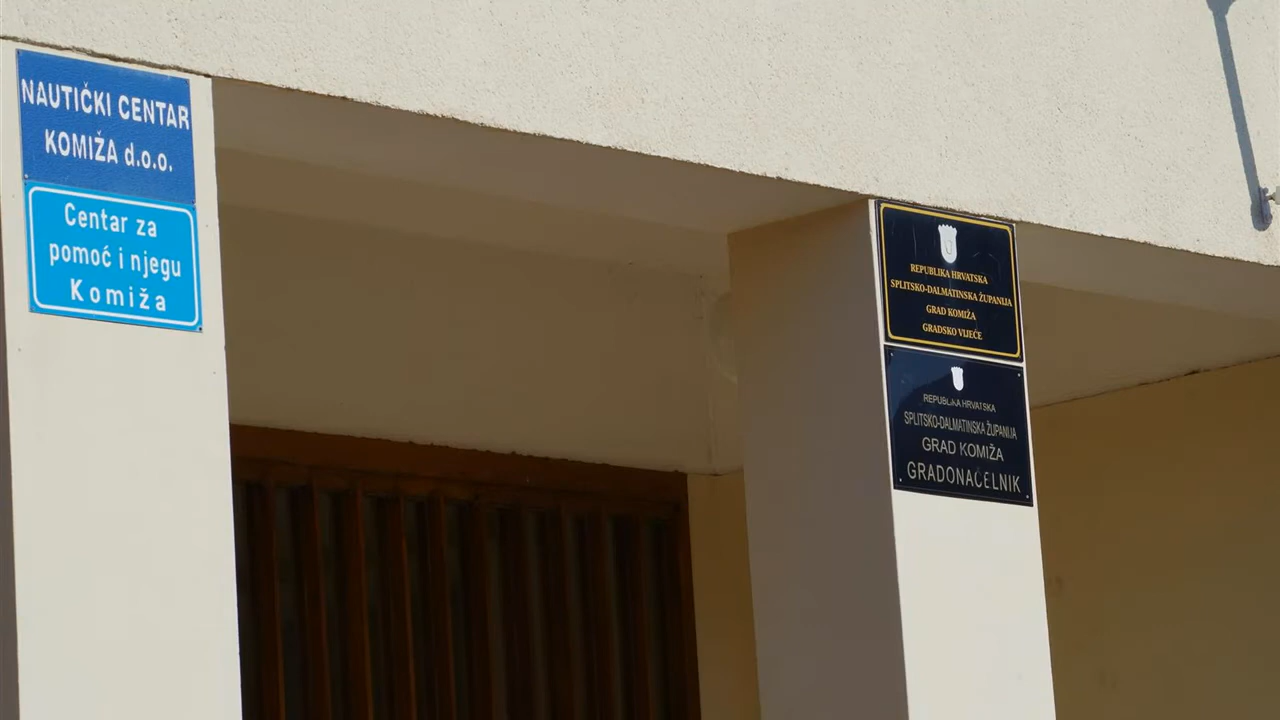 NAUTIČKI CENTAR
KOMIŽA d.o.o.
Centar za
pomoć i njegu
Komiža
REPUBLIKA HRVATSKA
SPLITSKO-DALMATINSKA ŽUPANIJA
GRAD KOMIŽA
GRADSKO VIJEĆE
REPUBLIKA HRVATSKA
SPLITSKO-DALMATINSKA ŽUPANIJA
GRAD KOMIŽA
GRADONAČELNIK